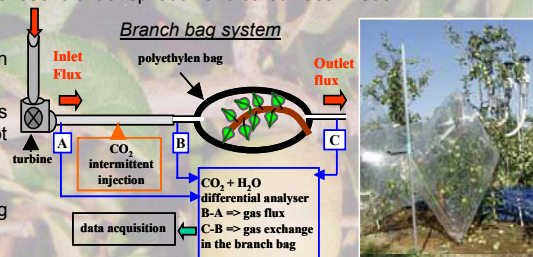 Branch bag system
Inlet
Flux
polyethylen bag
Outlet
flux
turbine
A
CO2
intermittent
injection
B
C
CO2 + H2O
differential analyser
B-A => gas flux
C-B => gas exchange
in the branch bag
data acquisition